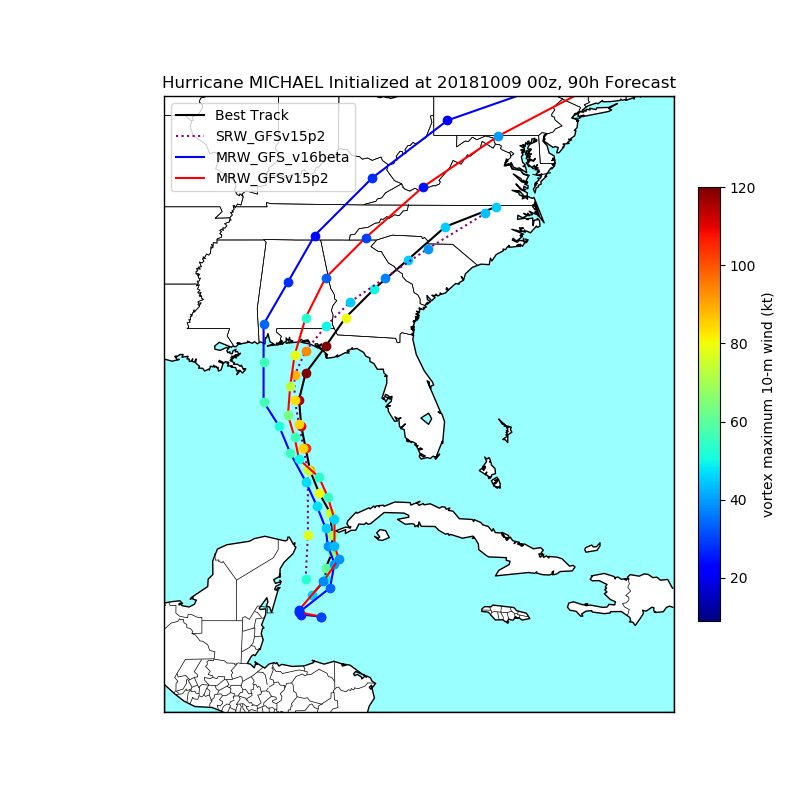 Hurricane MICHAEL Initialized at 20181009 00z, 90h Forecast
Best Track
SRW_GFSv15p2
MRW_GFS_v16beta
MRW_GFSv15p2
120
100
80
60
40
20
vortex maximum 10-m wind (kt)